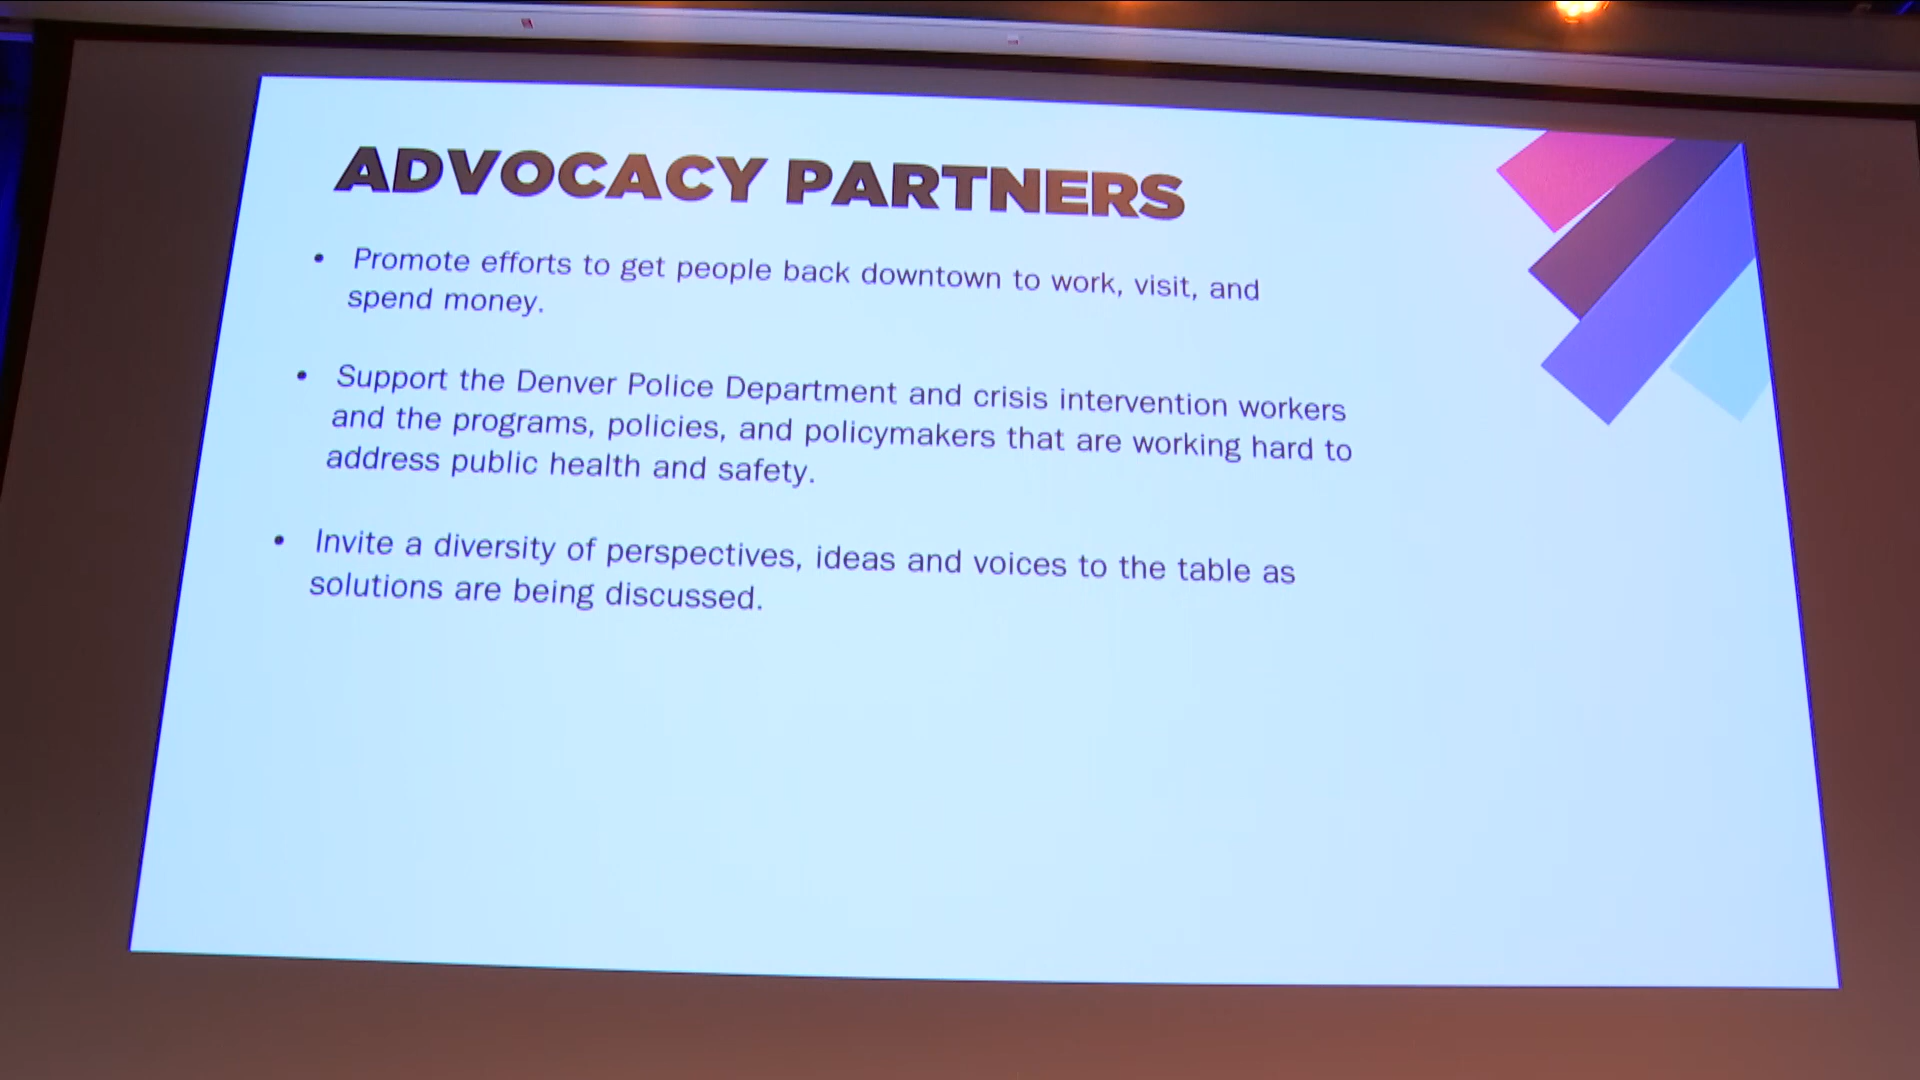 ADVOCACY PARTNERS
• Promote efforts to get people back downtown to work, visit, and
spend money.
• Support the Denver Police Department and crisis intervention workers
and the programs, policies, and policymakers that are working hard to
address public health and safety.
• Invite a diversity of perspectives, ideas and voices to the table as
solutions are being discussed.